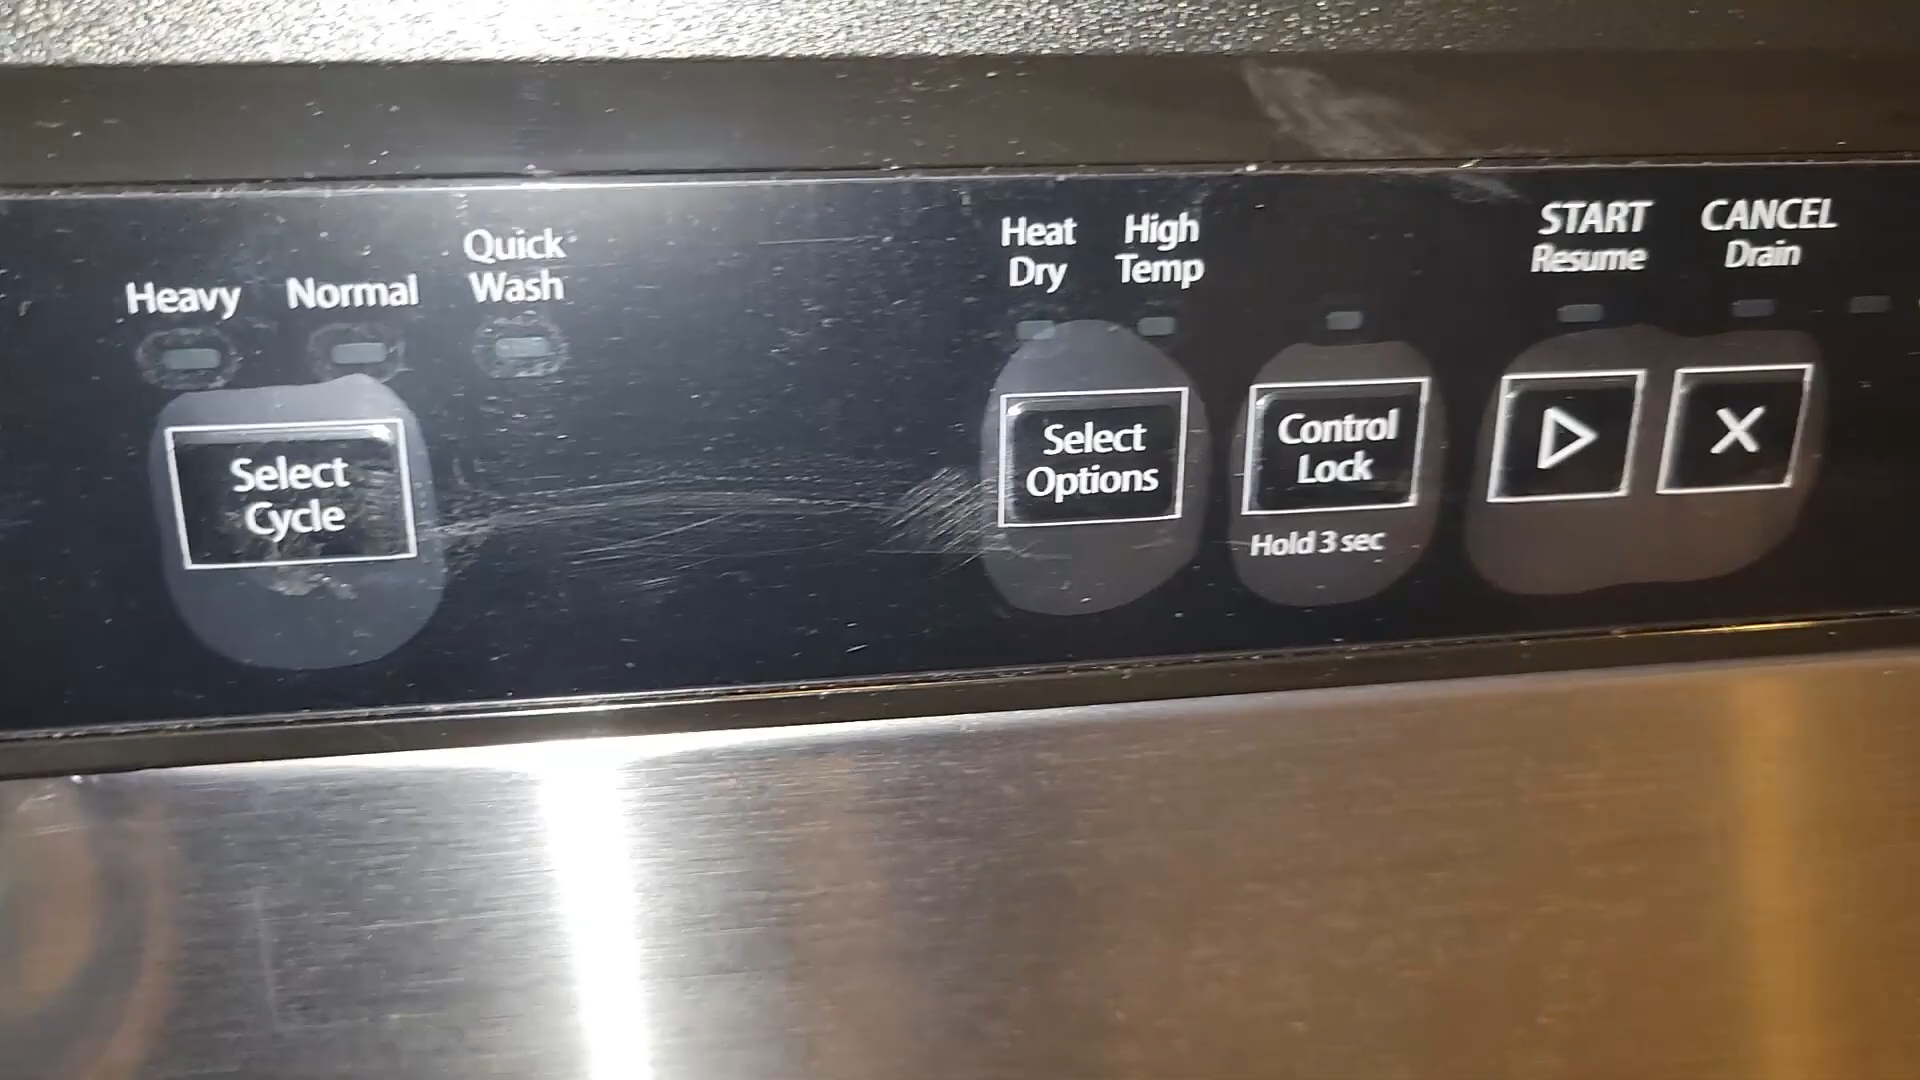 Heavy
Normal
Quick
Wash
Select
Cycle
Heat
Dry
High
Temp
Select
Options
Control
Lock
Hold 3 sec
START
Resume
CANCEL
Drain